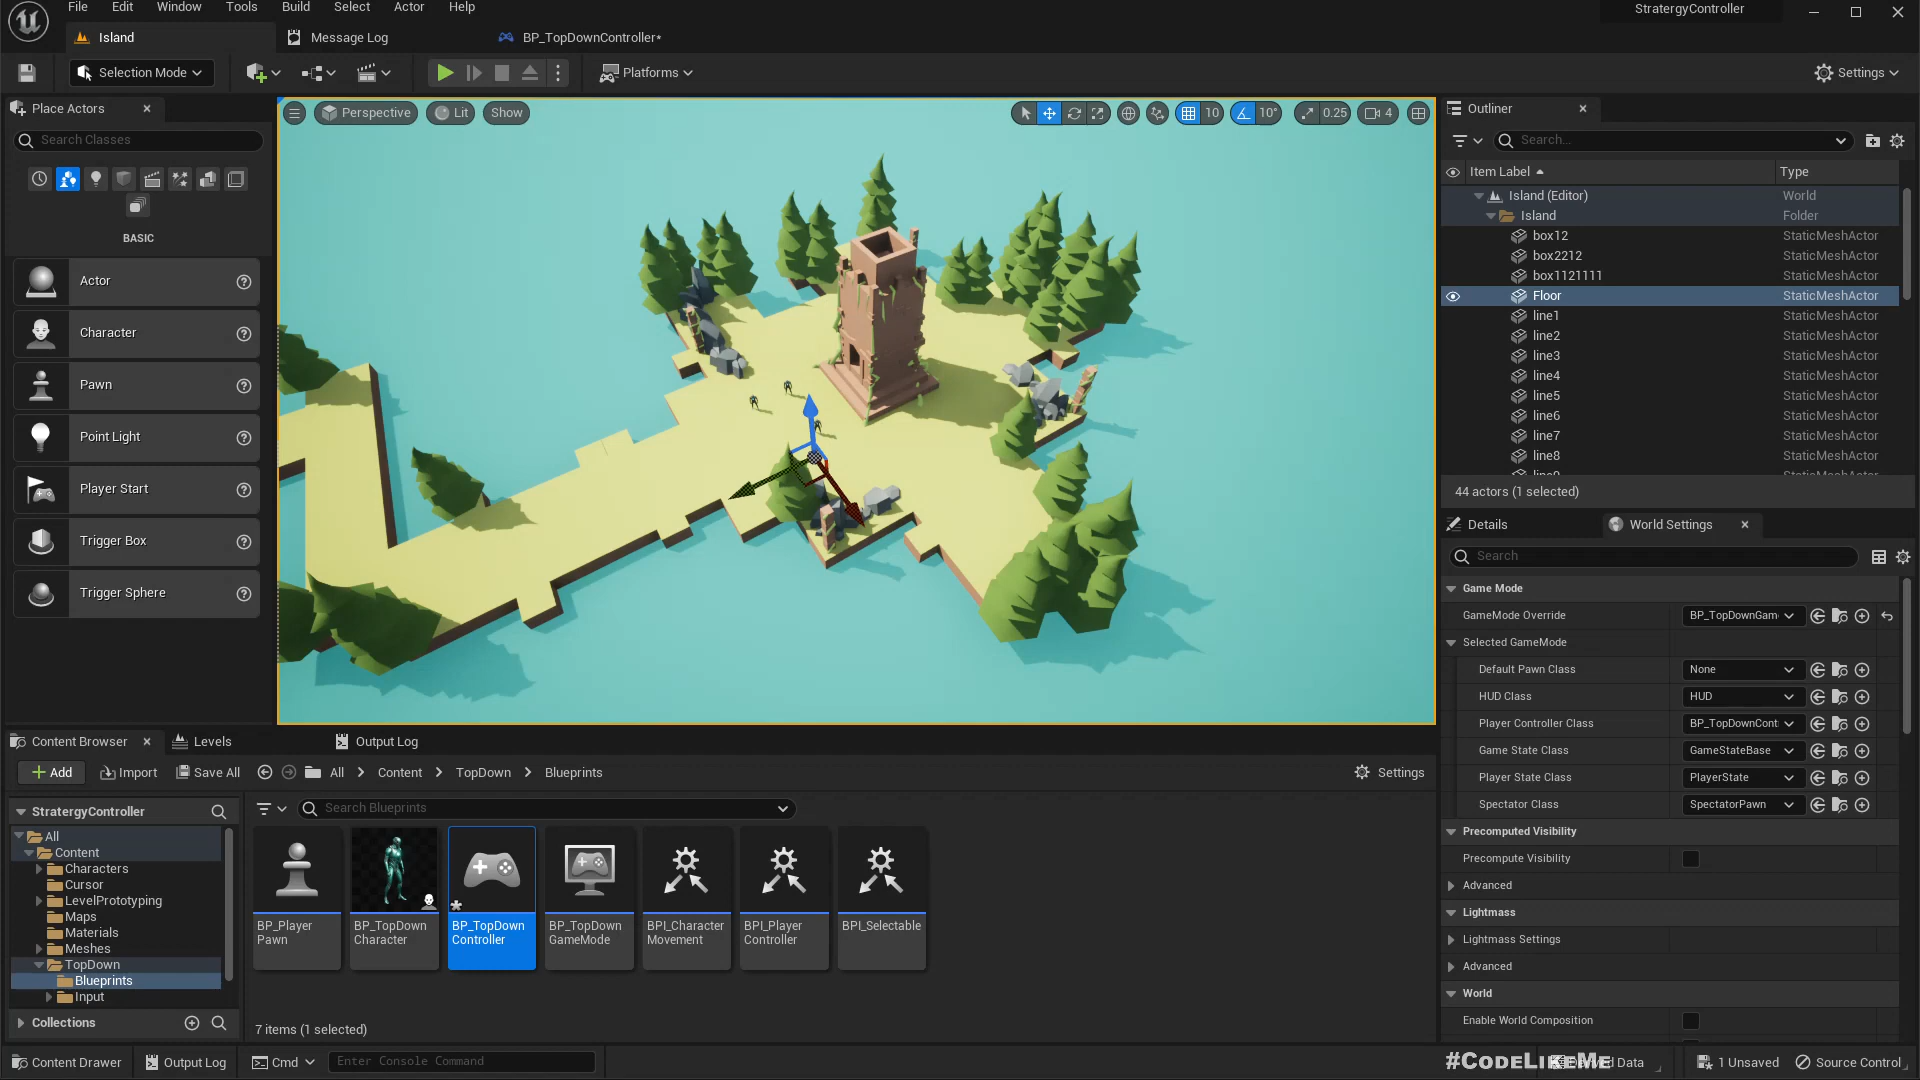 File Edit Window Tools Build Select Actor Help
StratergyController
Island
Message Log
BP_TopDownController*
Selection Mode
Platforms
Settings
Place Actors
Search Classes
BASIC
Actor
Character
Pawn
Point Light
Player Start
Trigger Box
Trigger Sphere
Perspective
Lit
Show
10
10°
0.25
4
Outliner
Search...
Item Label
Type
Island (Editor) World
Island Folder
box12 StaticMeshActor
box2212 StaticMeshActor
box1121111 StaticMeshActor
Floor StaticMeshActor
line1 StaticMeshActor
line2 StaticMeshActor
line3 StaticMeshActor
line4 StaticMeshActor
line5 StaticMeshActor
line6 StaticMeshActor
line7 StaticMeshActor
line8 StaticMeshActor
44 actors (1 selected)
Details
World Settings
Search
Game Mode
GameMode Override BP_TopDownGam
Selected GameMode
Default Pawn Class None
HUD Class HUD
Player Controller Class BP_TopDownCont
Game State Class GameStateBase
Player State Class PlayerState
Spectator Class SpectatorPawn
Precomputed Visibility
Precompute Visibility
Advanced
Lightmass
Lightmass Settings
Advanced
World
Enable World Composition
Content Browser
Levels
Output Log
Add
Import
Save All
All
Content
TopDown
Blueprints
Settings
StratergyController
Search Blueprints
All
Content
Characters
Cursor
LevelPrototyping
Maps
Materials
Meshes
TopDown
Blueprints
Input
Collections
BP_Player
Pawn
BP_TopDown
Character
BP_TopDown
Controller
BP_TopDown
GameMode
BPI_Character
Movement
BPI_Player
Controller
BPI_Selectable
7 items (1 selected)
Content Drawer
Output Log
Cmd
Enter Console Command
#CodeLikeMe
Data
1 Unsaved
Source Control